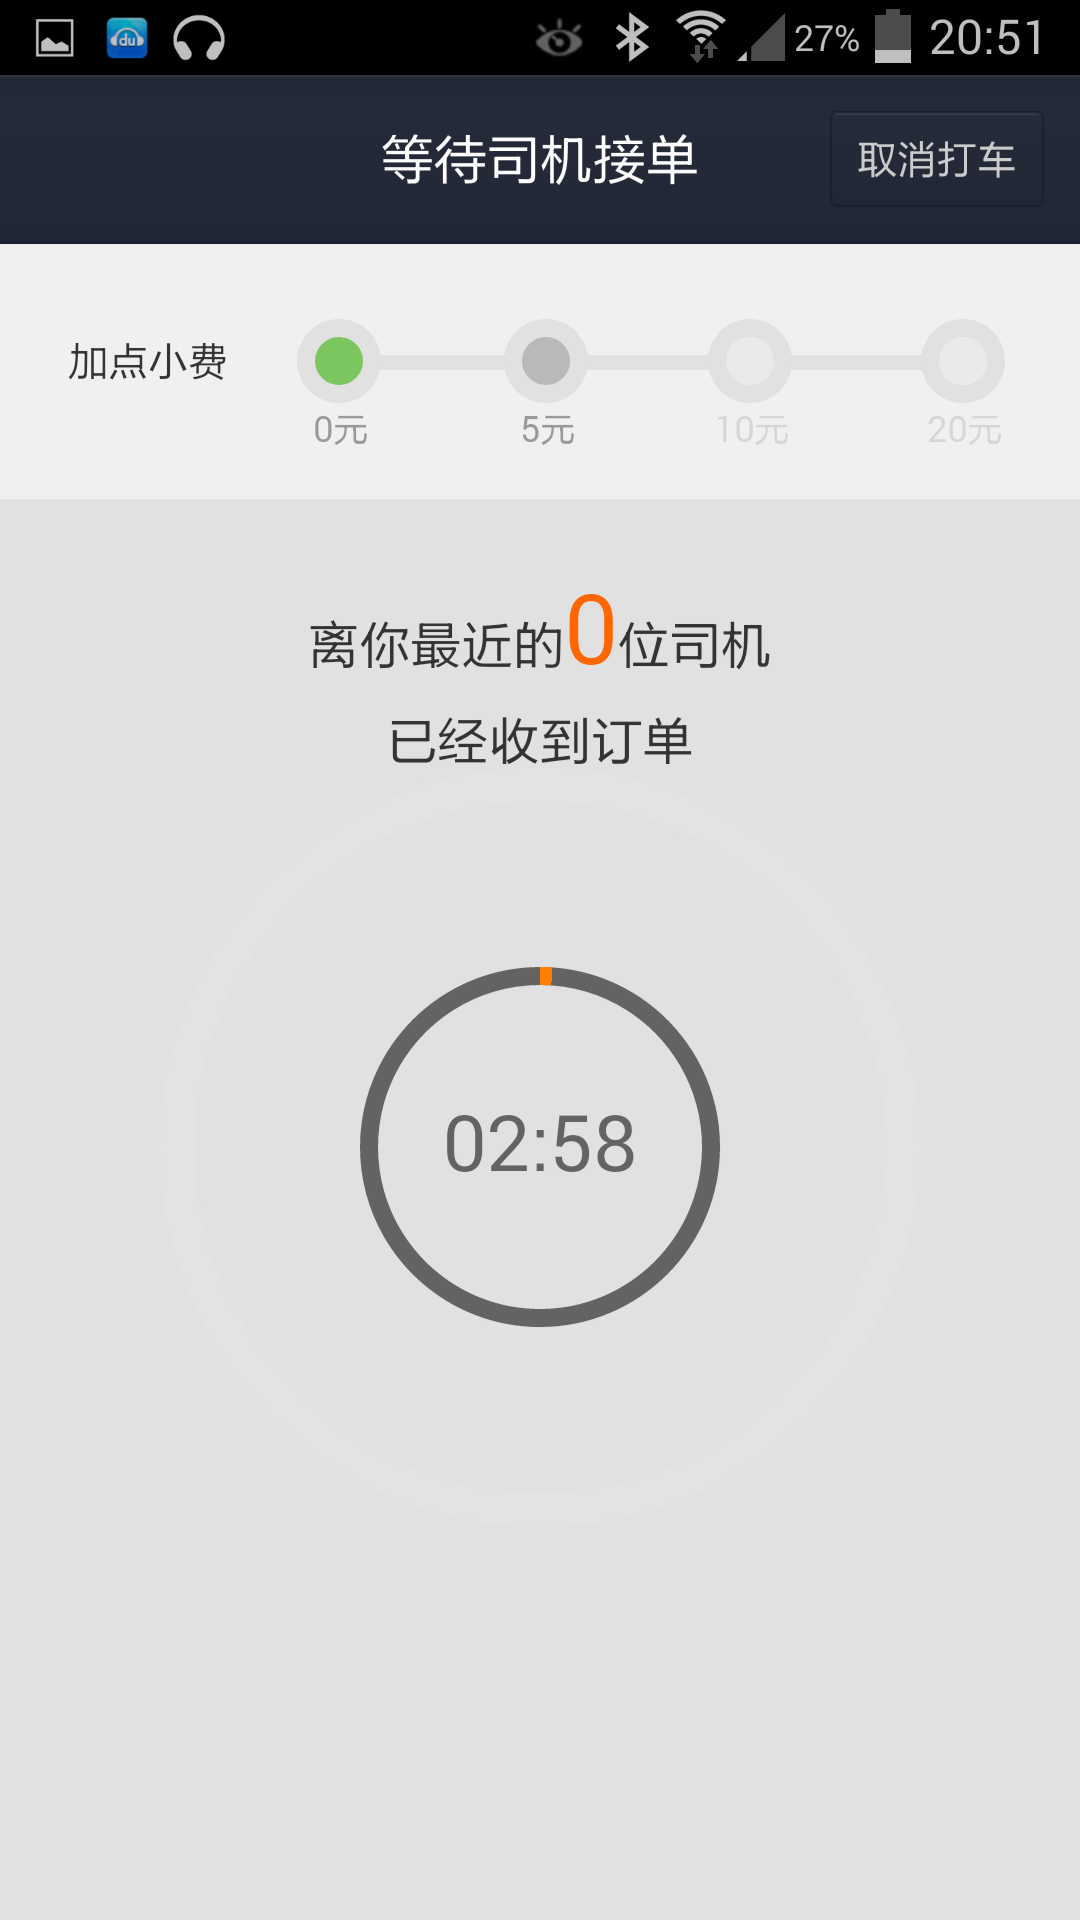 du
27%
20:51
等待司机接单
取消打车
加点小费
0元
5元
10元
20元
离你最近的0位司机
已经收到订单
02:58